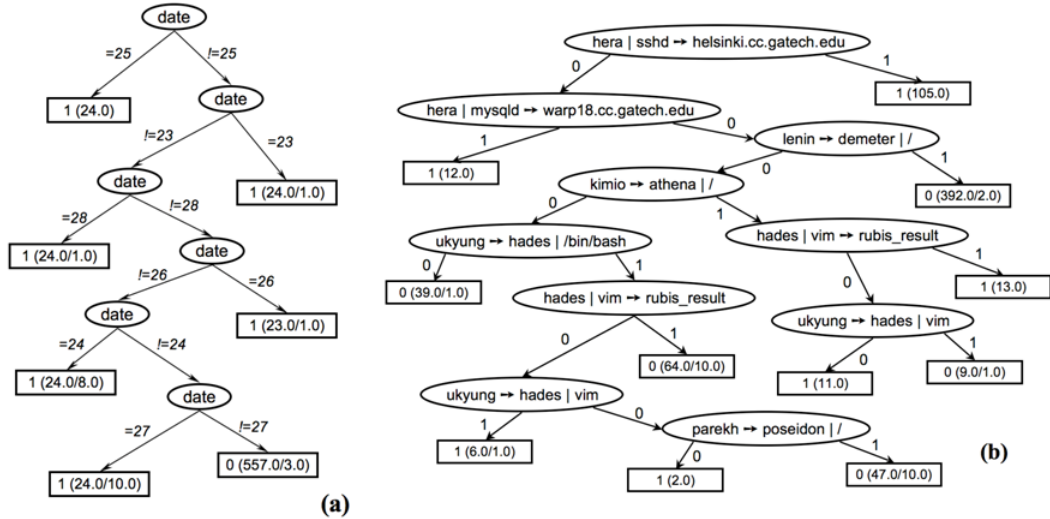 date
=25
!=25
1 (24.0)
date
!=23
=23
date
1 (24.0/1.0)
=28
!=28
1 (24.0/1.0)
date
!=26
=26
date
1 (23.0/1.0)
=24
!=24
1 (24.0/8.0)
date
=27
!=27
1 (24.0/10.0)
0 (557.0/3.0)
(a)
hera | sshd → helsinki.cc.gatech.edu
0
1
hera | mysqld → warp18.cc.gatech.edu
1 (105.0)
1
0
lenin → demeter | /
1 (12.0)
0
1
kimio → athena | /
0 (392.0/2.0)
0
1
ukyung → hades | /bin/bash
hades | vim → rubis_result
0
1
0
1
0 (39.0/1.0)
hades | vim → rubis_result
1 (13.0)
ukyung → hades | vim
0
1
0
1
0 (64.0/10.0)
1 (11.0)
0 (9.0/1.0)
ukyung → hades | vim
1
0
parekh → poseidon | /
1 (6.0/1.0)
0
1
1 (2.0)
0 (47.0/10.0)
(b)